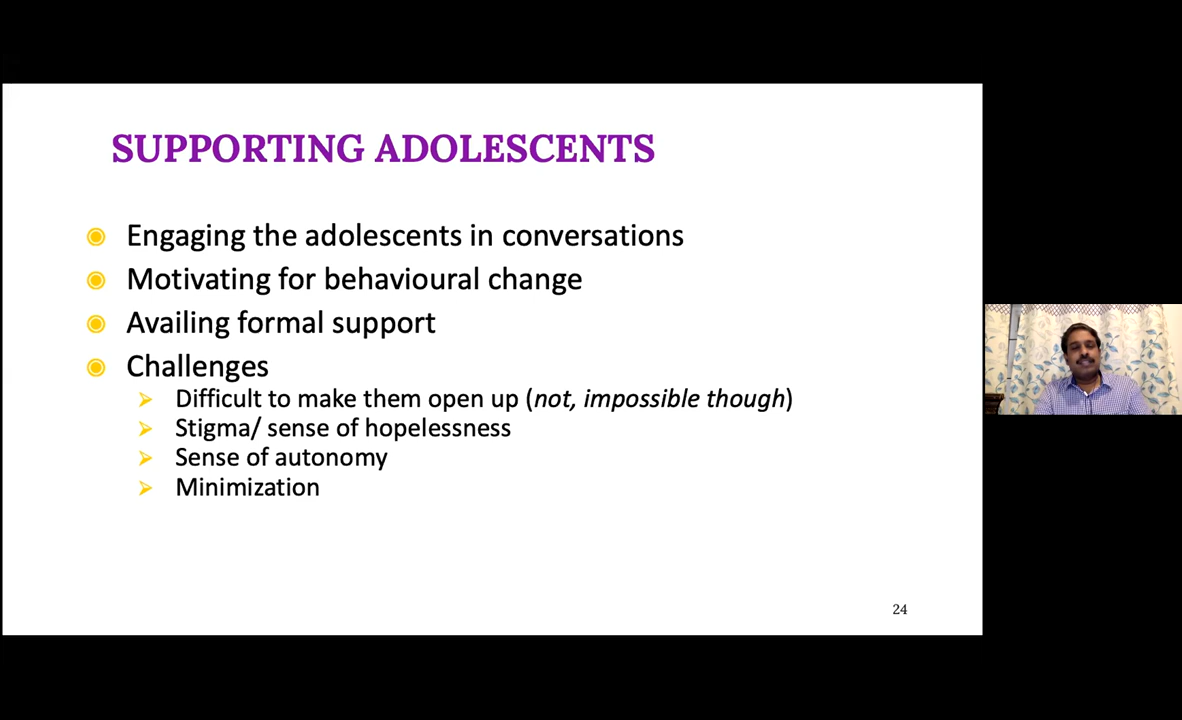 SUPPORTING ADOLESCENTS
Engaging the adolescents in conversations
Motivating for behavioural change
Availing formal support
Challenges
Difficult to make them open up (not, impossible though)
Stigma/ sense of hopelessness
Sense of autonomy
Minimization
24